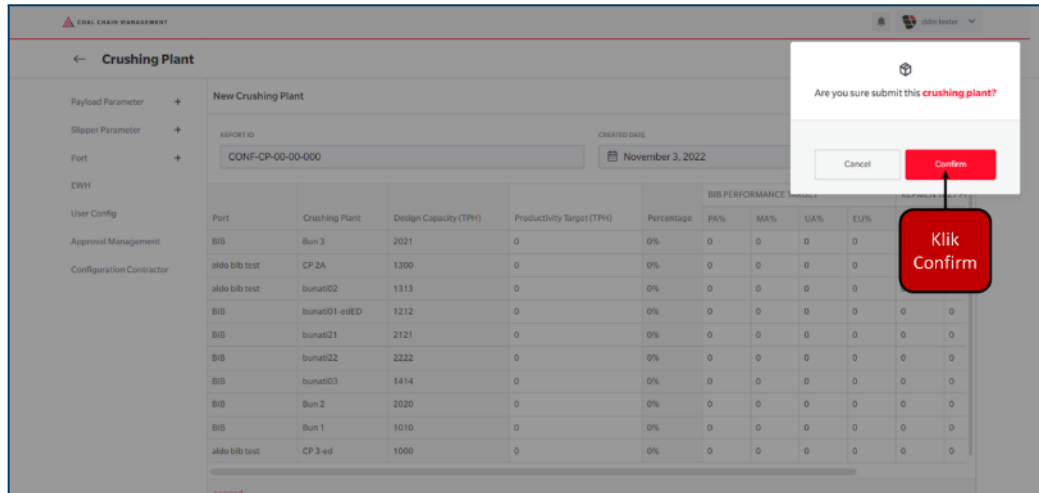 COAL CHAIN MANAGEMENT
ddm tester
← Crushing Plant
Are you sure submit this crushing plant?
Cancel
Confirm
Klik
Confirm
Payload Parameter +
Slipper Parameter +
Port +
EWH
User Config
Approval Management
Configuration Contractor
New Crushing Plant
REPORT ID
CREATED DATE
CONF-CP-00-00-000
November 3, 2022
BIB PERFORMANCE TARGET
Port Crushing Plant Design Capacity (TPH) Productivity Target (TPH) Percentage PA% MA% UA% EU%
BIB Bun 3 2021 0 0% 0 0 0 0
aldo bib test CP 2A 1300 0 0% 0 0 0 0
aldo bib test bunati02 1313 0 0% 0 0 0 0
BIB bunati01-edED 1212 0 0% 0 0 0 0 0 0
BIB bunati21 2121 0 0% 0 0 0 0 0 0
BIB bunati22 2222 0 0% 0 0 0 0 0 0
BIB bunati03 1414 0 0% 0 0 0 0 0 0
BIB Bun 2 2020 0 0% 0 0 0 0 0 0
BIB Bun 1 1010 0 0% 0 0 0 0 0 0
aldo bib test CP 3-ed 1000 0 0% 0 0 0 0 0 0